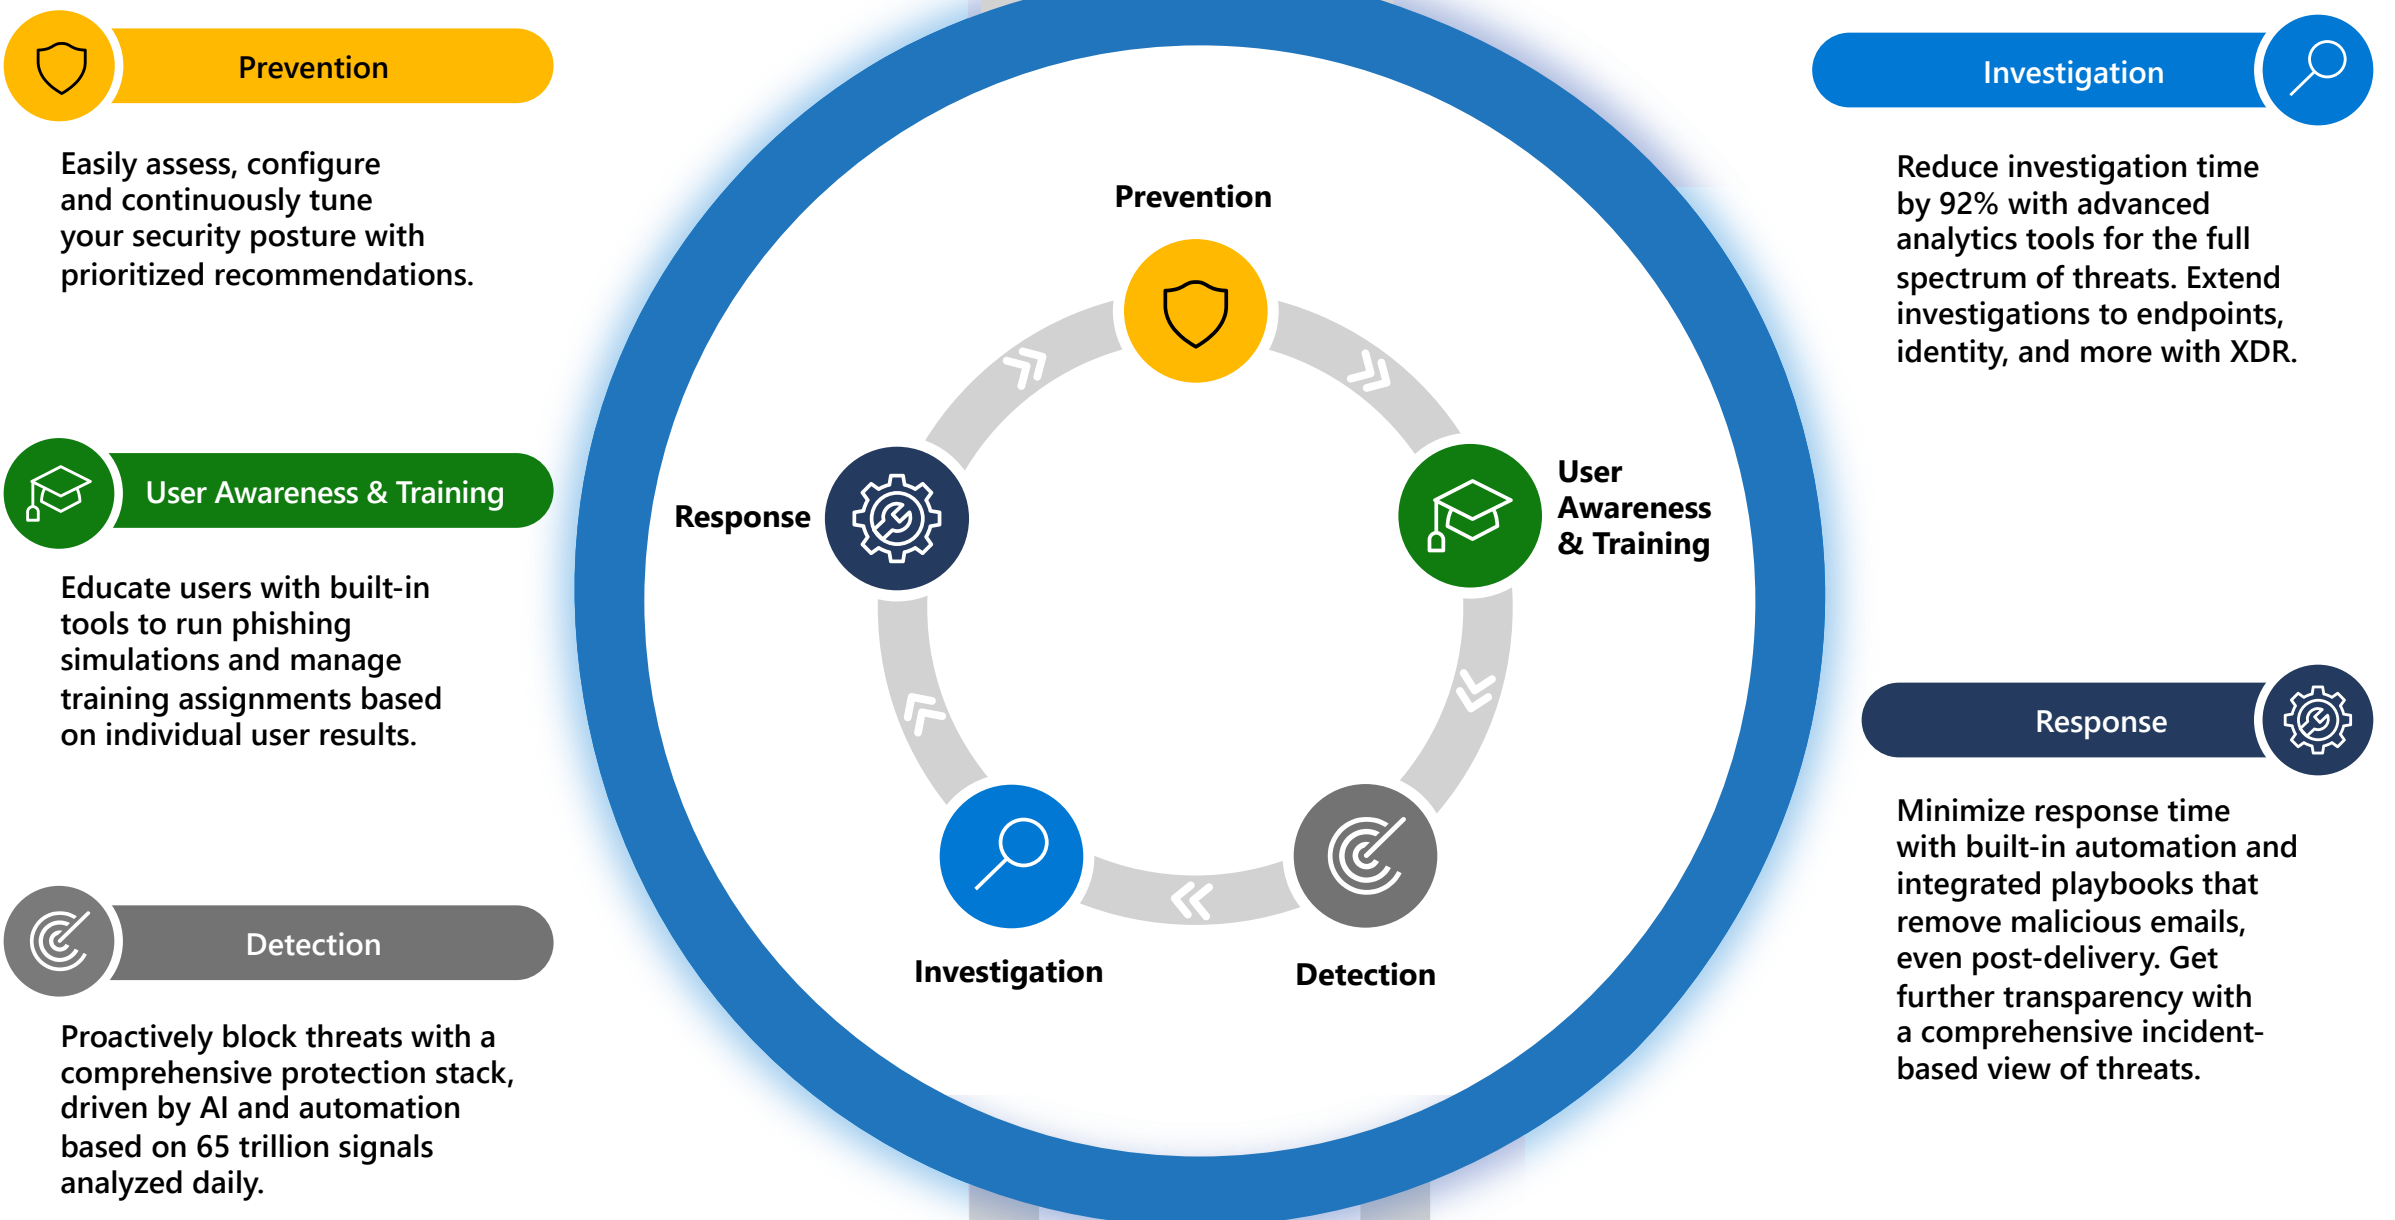 Prevention
Easily assess, configure
and continuously tune
your security posture with
prioritized recommendations.
User Awareness & Training
Educate users with built-in
tools to run phishing
simulations and manage
training assignments based
on individual user results.
Detection
Proactively block threats with a
comprehensive protection stack,
driven by AI and automation
based on 65 trillion signals
analyzed daily.
Prevention
User
Awareness
& Training
Detection
Investigation
Response
Investigation
Reduce investigation time
by 92% with advanced
analytics tools for the full
spectrum of threats. Extend
investigations to endpoints,
identity, and more with XDR.
Response
Minimize response time
with built-in automation and
integrated playbooks that
remove malicious emails,
even post-delivery. Get
further transparency with
a comprehensive incident-
based view of threats.